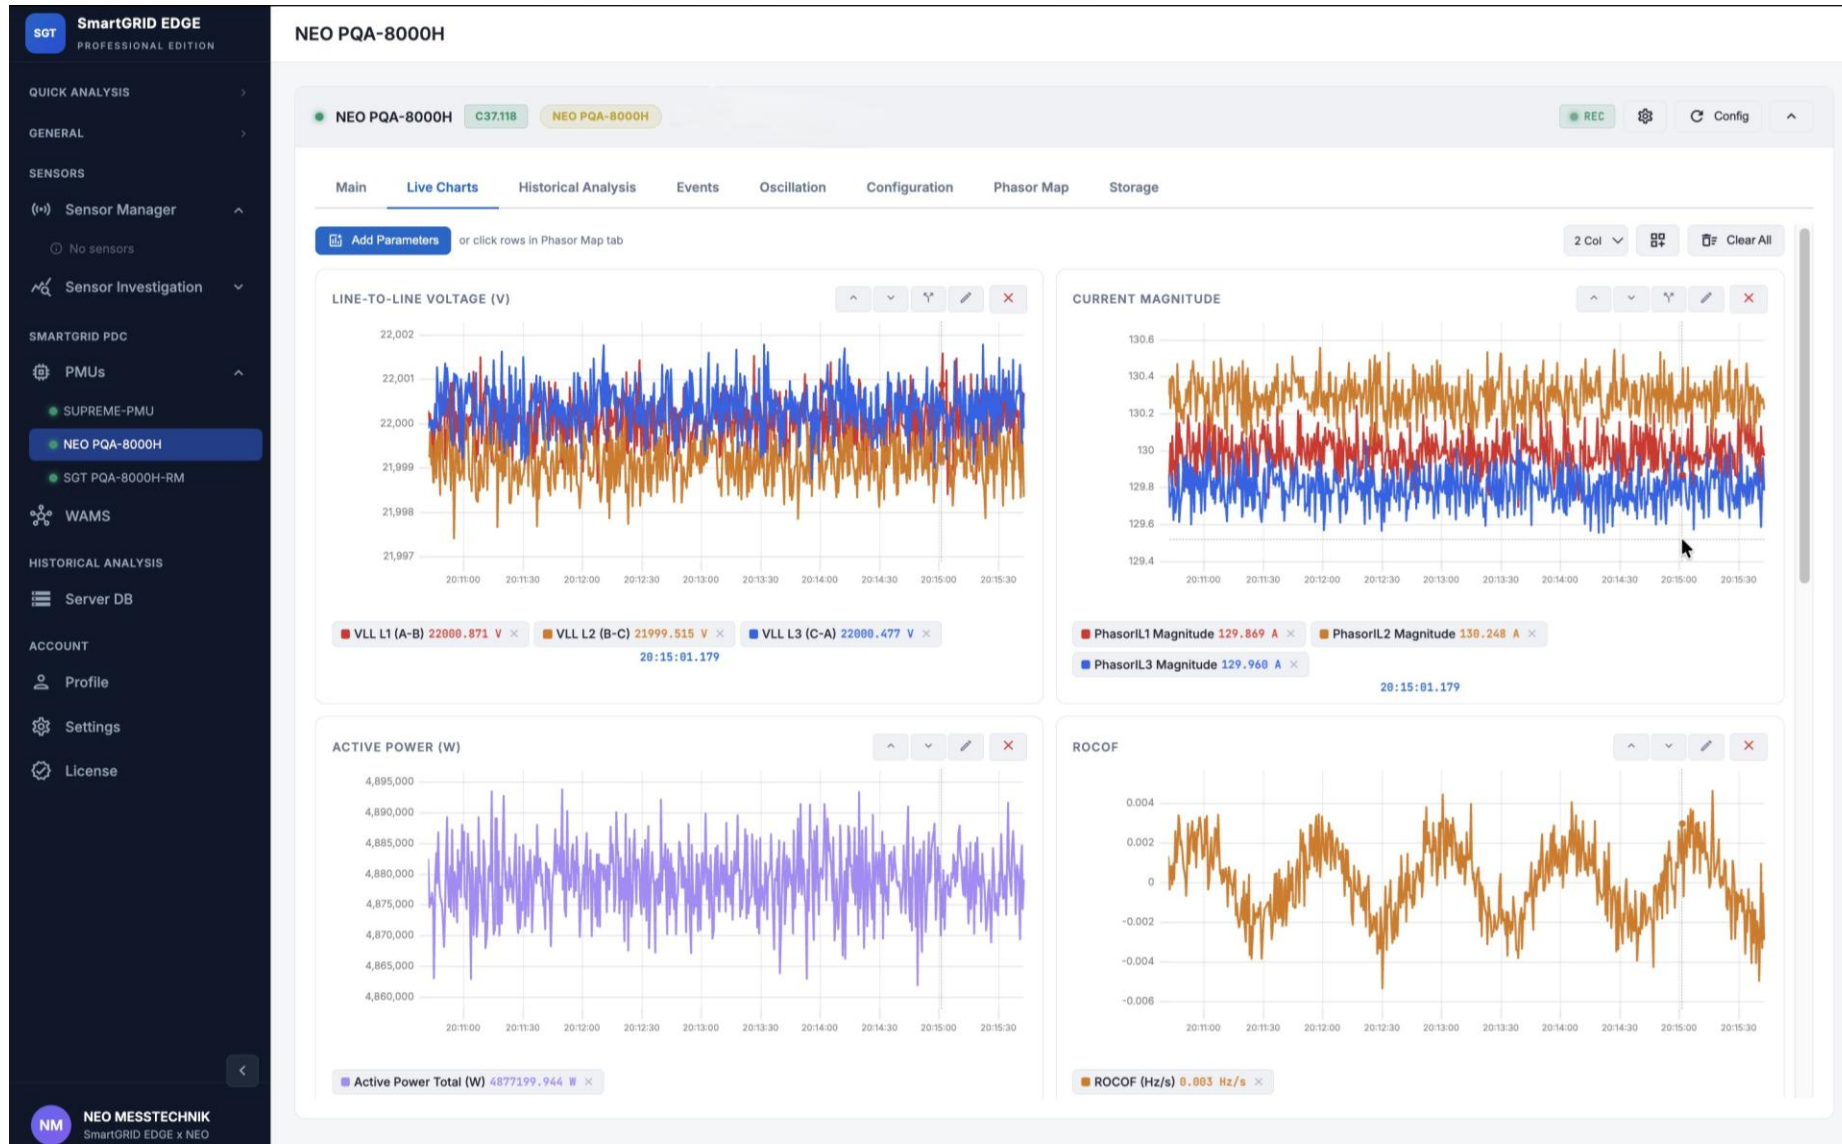 SGT
SmartGRID EDGE
PROFESSIONAL EDITION
QUICK ANALYSIS
GENERAL
SENSORS
Sensor Manager
No sensors
Sensor Investigation
SMARTGRID PDC
PMUs
SUPREME-PMU
NEO PQA-8000H
SGT PQA-8000H-RM
WAMS
HISTORICAL ANALYSIS
Server DB
ACCOUNT
Profile
Settings
License
NM
NEO MESSTECHNIK
SmartGRID EDGE x NEO
NEO PQA-8000H
NEO PQA-8000H C37.118 NEO PQA-8000H REC Config
Main Live Charts Historical Analysis Events Oscillation Configuration Phasor Map Storage
Add Parameters or click rows in Phasor Map tab 2 Col Clear All
LINE-TO-LINE VOLTAGE (V)
22,002
22,001
22,000
21,999
21,998
21,997
20:11:00 20:11:30 20:12:00 20:12:30 20:13:00 20:13:30 20:14:00 20:14:30 20:15:00 20:15:30
VLL L1 (A-B) 22000.871 V × VLL L2 (B-C) 21999.515 V × VLL L3 (C-A) 22000.477 V ×
20:15:01.179
CURRENT MAGNITUDE
130.6
130.4
130.2
130
129.8
129.6
129.4
20:11:00 20:11:30 20:12:00 20:12:30 20:13:00 20:13:30 20:14:00 20:14:30 20:15:00 20:15:30
PhasorIL1 Magnitude 129.869 A × PhasorIL2 Magnitude 130.248 A ×
PhasorIL3 Magnitude 129.960 A ×
20:15:01.179
ACTIVE POWER (W)
4,895,000
4,890,000
4,885,000
4,880,000
4,875,000
4,870,000
4,865,000
4,860,000
20:11:00 20:11:30 20:12:00 20:12:30 20:13:00 20:13:30 20:14:00 20:14:30 20:15:00 20:15:30
Active Power Total (W) 4877199.944 W ×
ROCOF
0.004
0.002
0
-0.002
-0.004
-0.006
20:11:00 20:11:30 20:12:00 20:12:30 20:13:00 20:13:30 20:14:00 20:14:30 20:15:00 20:15:30
ROCOF (Hz/s) 0.003 Hz/s ×